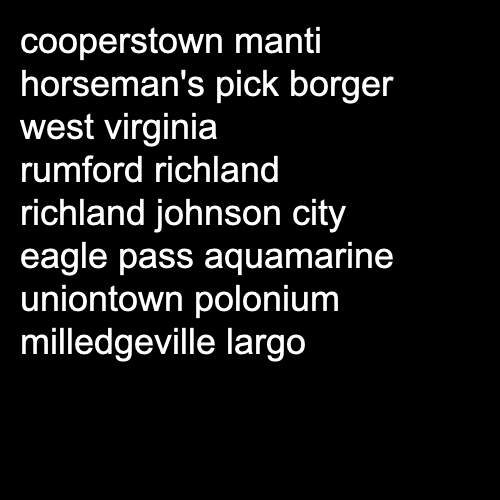 cooperstown manti
horseman's pick borger
west virginia
rumford richland
richland johnson city
eagle pass aquamarine
uniontown polonium
milledgeville largo